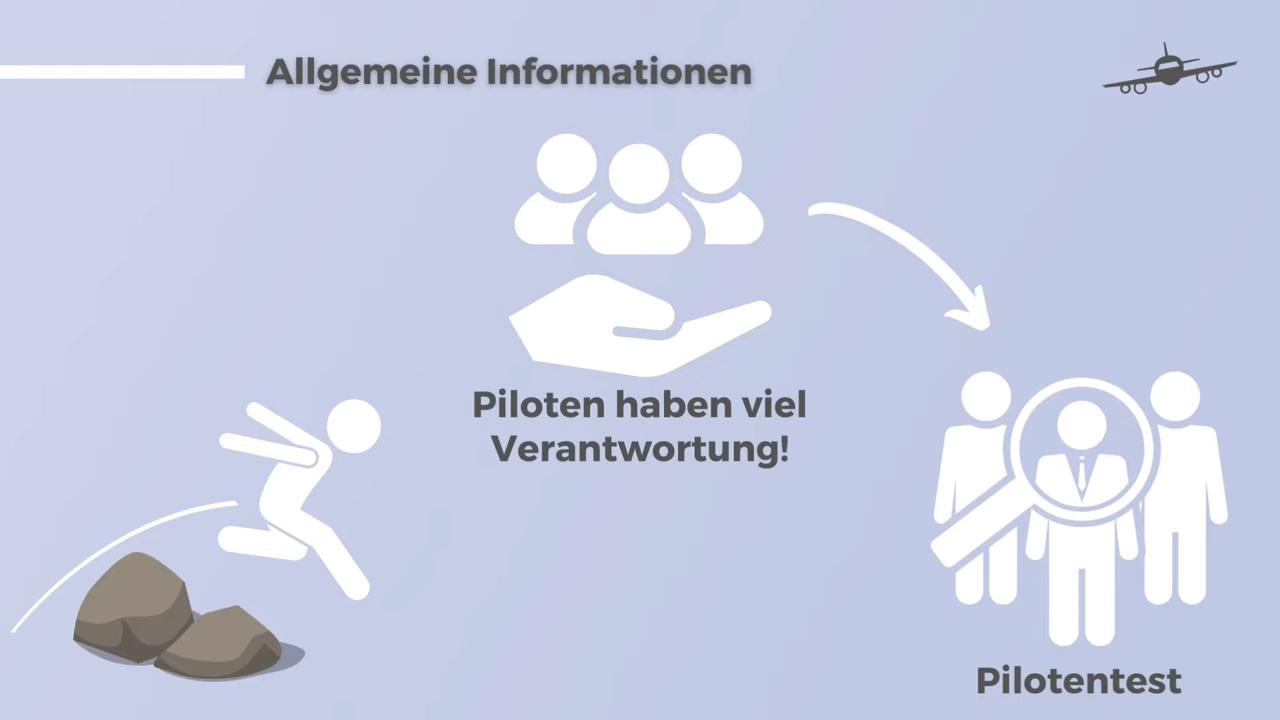 Allgemeine Informationen
Piloten haben viel
Verantwortung!
Pilotentest